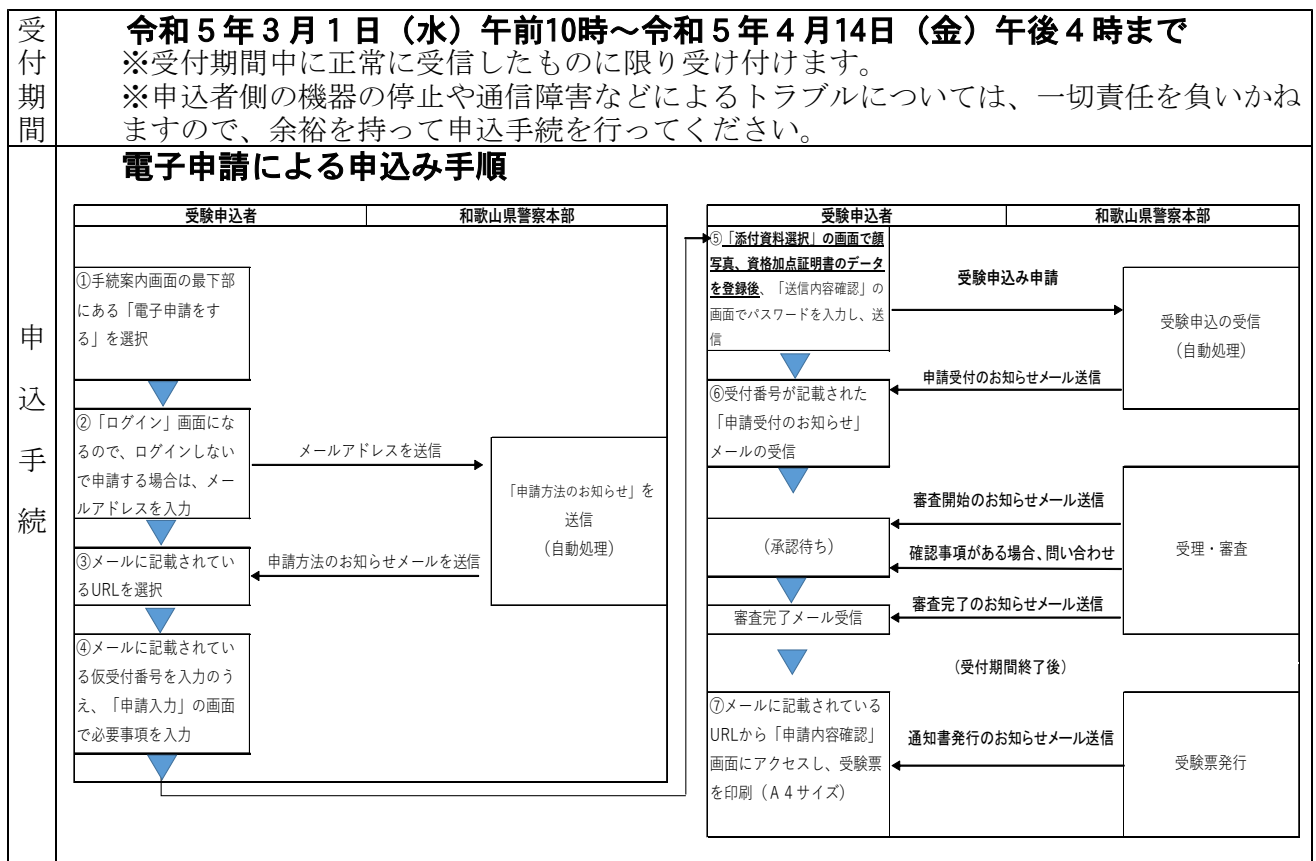 受付期間
令和５年３月１日（水）午前10時～令和５年４月14日（金）午後４時まで
※受付期間中に正常に受信したものに限り受け付けます。
※申込者側の機器の停止や通信障害などによるトラブルについては、一切責任を負いかね
ますので、余裕を持って申込手続を行ってください。
申込手続
電子申請による申込み手順
受験申込者
和歌山県警察本部
①手続案内画面の最下部
にある「電子申請をす
る」を選択
②「ログイン」画面にな
るので、ログインしない
で申請する場合は、メー
ルアドレスを入力
メールアドレスを送信
「申請方法のお知らせ」を
送信
（自動処理）
③メールに記載されてい
るURLを選択
申請方法のお知らせメールを送信
④メールに記載されてい
る仮受付番号を入力のう
え、「申請入力」の画面
で必要事項を入力
受験申込者
和歌山県警察本部
⑤「添付資料選択」の画面で顔
写真、資格加点証明書のデータ
を登録後、「送信内容確認」の
画面でパスワードを入力し、送
信
受験申込み申請
受験申込の受信
（自動処理）
申請受付のお知らせメール送信
⑥受付番号が記載された
「申請受付のお知らせ」
メールの受信
審査開始のお知らせメール送信
（承認待ち）
確認事項がある場合、問い合わせ
受理・審査
審査完了のお知らせメール送信
審査完了メール受信
（受付期間終了後）
⑦メールに記載されている
URLから「申請内容確認」
画面にアクセスし、受験票
を印刷（Ａ４サイズ）
通知書発行のお知らせメール送信
受験票発行